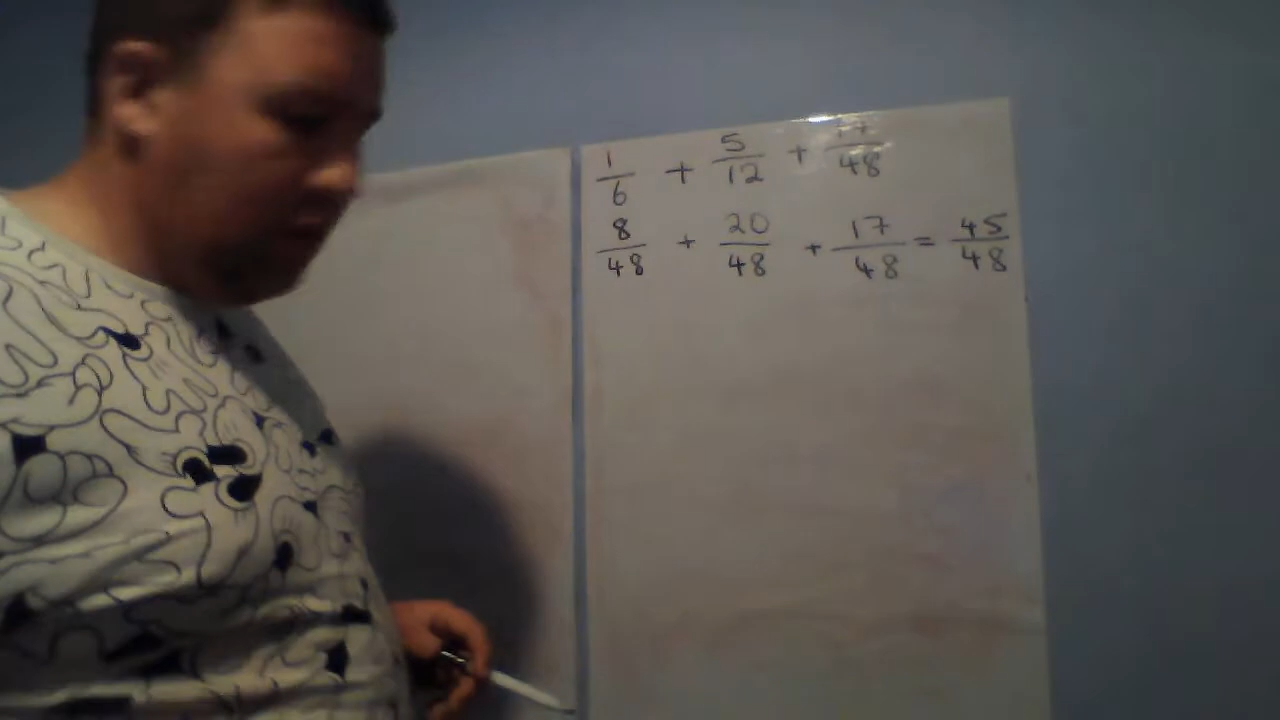 1/6 + 5/12 + 17/48
8/48 + 20/48 + 17/48 = 45/48